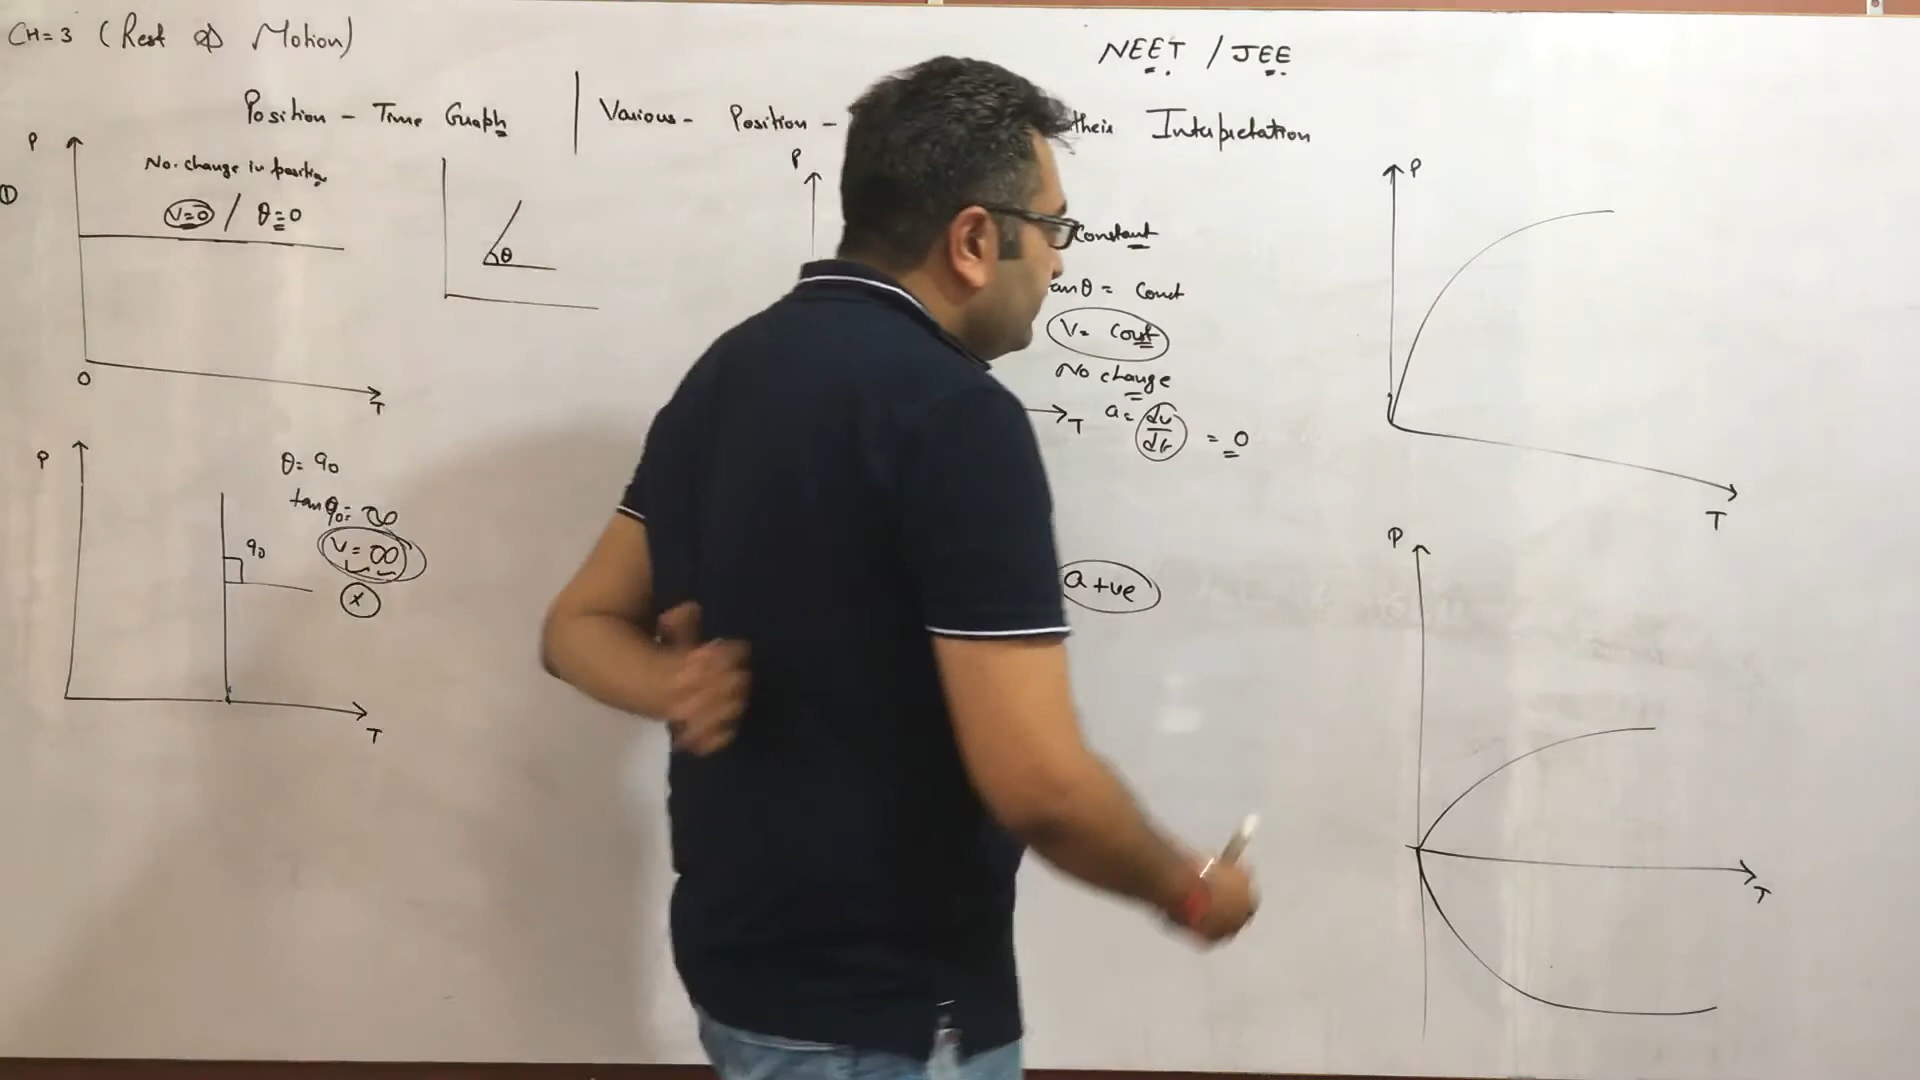 CH=3 (Rest & Motion)
NEET / JEE
Position - Time Graph | Various - Position - their Interpretation
P
①
No. change in position
V=0 / θ=0
O
T
θ
P
Constant
tanθ = Const
V= Const
No change
T
a= dv/dt = 0
P
T
P
θ= 90
tan 90= ∞
V= ∞
x
90
T
a +ve
P
T